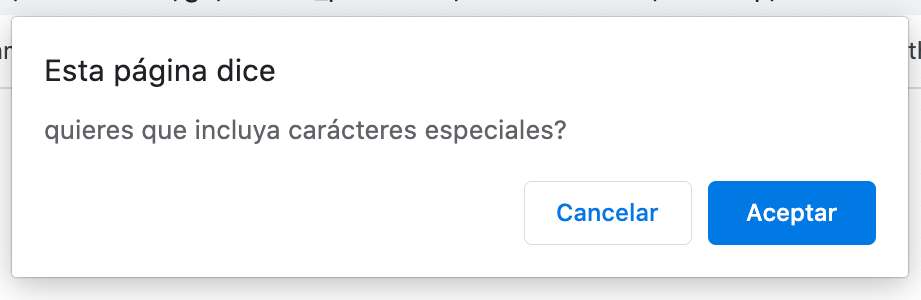 Esta página dice
quieres que incluya carácteres especiales?
Cancelar
Aceptar